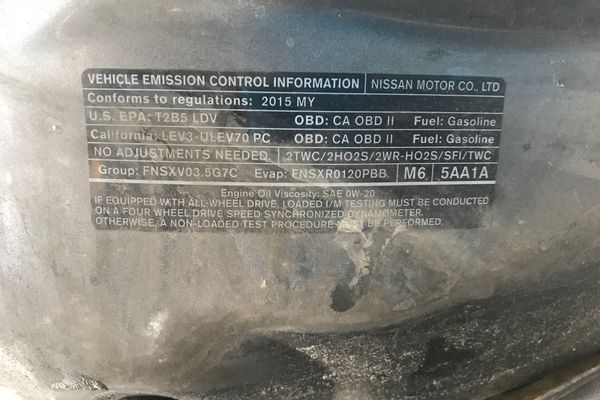 VEHICLE EMISSION CONTROL INFORMATION NISSAN MOTOR CO., LTD
Conforms to regulations: 2015 MY
U.S. EPA: T2B5 LDV OBD: CA OBD II Fuel: Gasoline
California: LEV3-ULEV70 PC OBD: CA OBD II Fuel: Gasoline
NO ADJUSTMENTS NEEDED. 2TWC/2HO2S/2WR-HO2S/SFI/TWC
Group: FNSXV03.5G7C Evap: FNSXR0120PBB M6 5AA1A
Engine Oil Viscosity: SAE 0W-20
IF EQUIPPED WITH ALL-WHEEL DRIVE, LOADED I/M TESTING MUST BE CONDUCTED
ON A FOUR WHEEL DRIVE SPEED SYNCHRONIZED DYNAMOMETER.
OTHERWISE, A NON-LOADED TEST PROCEDURE MUST BE PERFORMED.